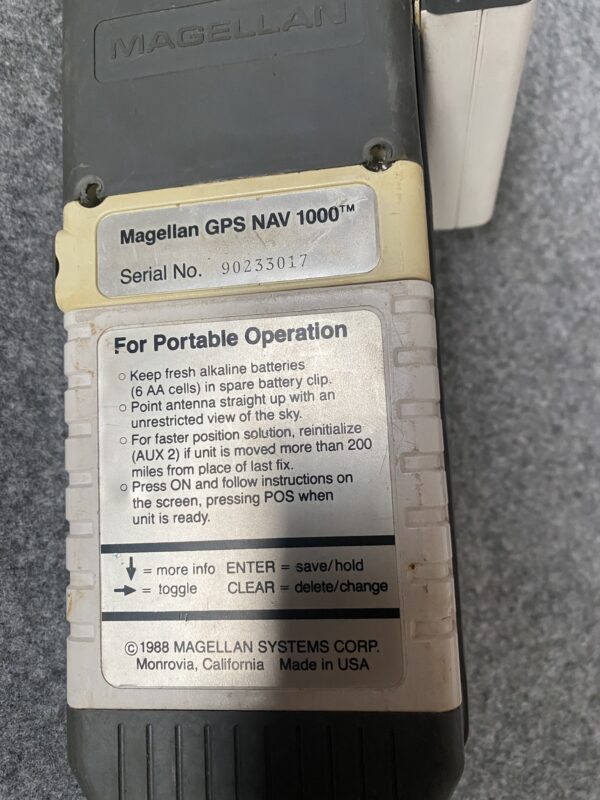 MAGELLAN
Magellan GPS NAV 1000™
Serial No. 90233017
For Portable Operation
○ Keep fresh alkaline batteries
(6 AA cells) in spare battery clip.
○ Point antenna straight up with an
unrestricted view of the sky.
○ For faster position solution, reinitialize
(AUX 2) if unit is moved more than 200
miles from place of last fix.
○ Press ON and follow instructions on
the screen, pressing POS when
unit is ready.
↓ = more info ENTER = save/hold
→ = toggle CLEAR = delete/change
©1988 MAGELLAN SYSTEMS CORP.
Monrovia, California Made in USA